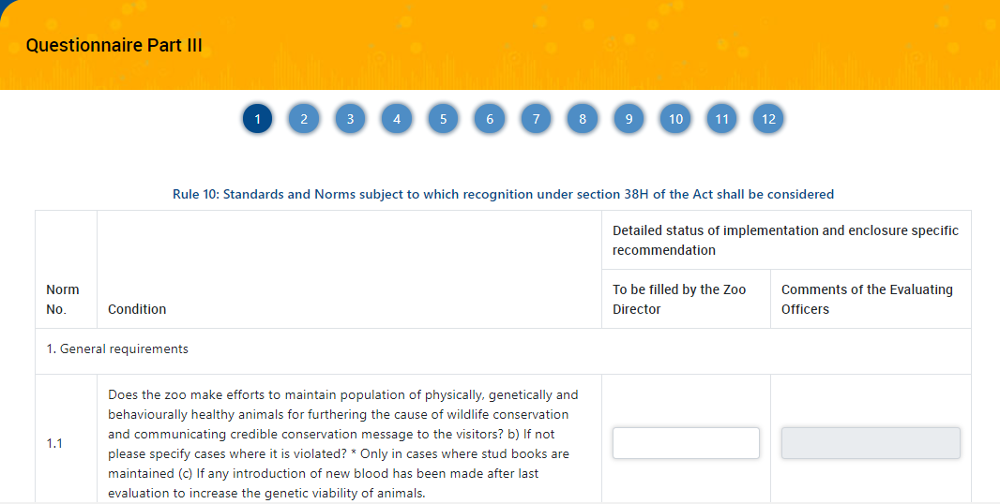 Questionnaire Part III
1 2 3 4 5 6 7 8 9 10 11 12
Rule 10: Standards and Norms subject to which recognition under section 38H of the Act shall be considered
Detailed status of implementation and enclosure specific
recommendation
Norm
No.
Condition
To be filled by the Zoo
Director
Comments of the Evaluating
Officers
1. General requirements
1.1
Does the zoo make efforts to maintain population of physically, genetically and
behaviourally healthy animals for furthering the cause of wildlife conservation
and communicating credible conservation message to the visitors? b) If not
please specify cases where it is violated? * Only in cases where stud books are
maintained (c) If any introduction of new blood has been made after last
evaluation to increase the genetic viability of animals.